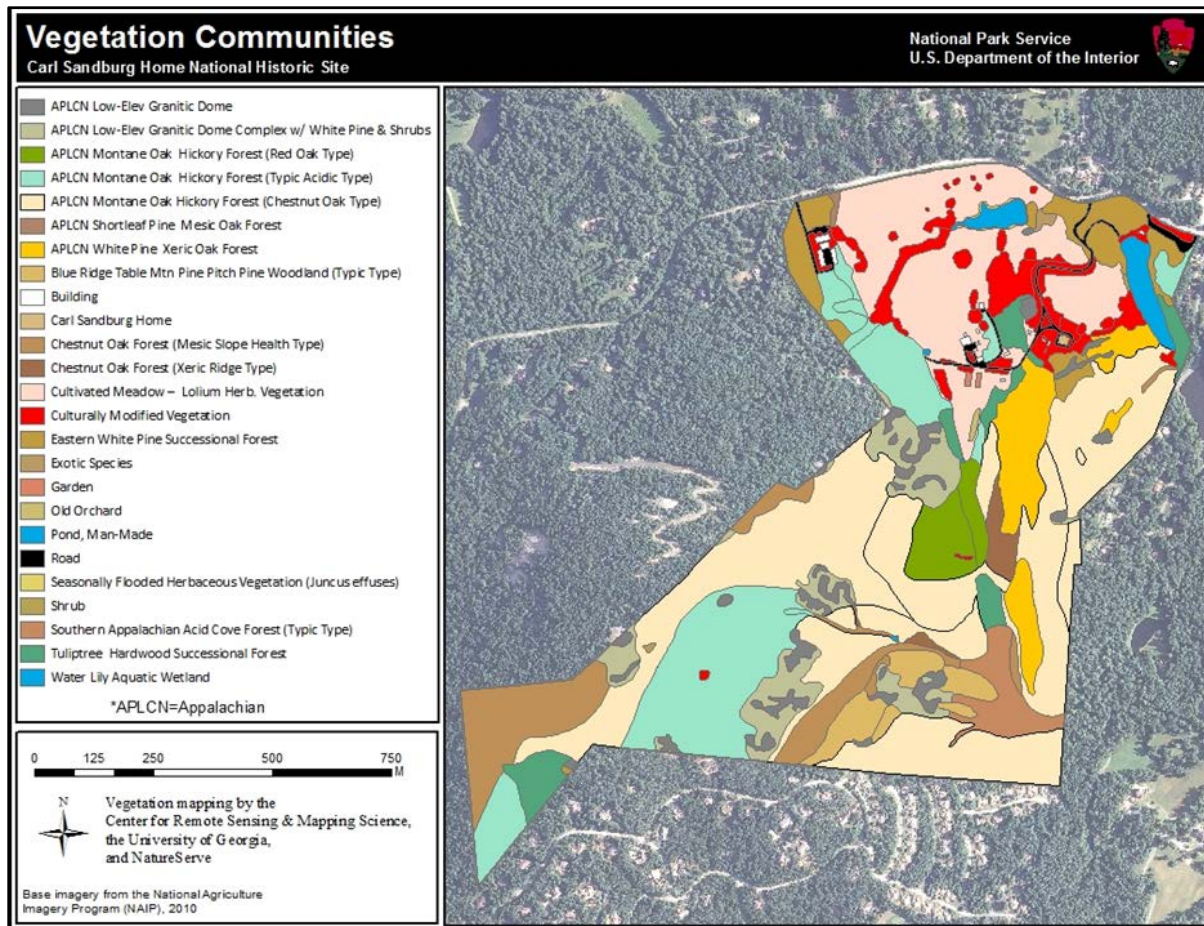 Vegetation Communities
Carl Sandburg Home National Historic Site
National Park Service
U.S. Department of the Interior
APLCN Low-Elev Granitic Dome
APLCN Low-Elev Granitic Dome Complex w/ White Pine & Shrubs
APLCN Montane Oak Hickory Forest (Red Oak Type)
APLCN Montane Oak Hickory Forest (Typic Acidic Type)
APLCN Montane Oak Hickory Forest (Chestnut Oak Type)
APLCN Shortleaf Pine Mesic Oak Forest
APLCN White Pine Xeric Oak Forest
Blue Ridge Table Mtn Pine Pitch Pine Woodland (Typic Type)
Building
Carl Sandburg Home
Chestnut Oak Forest (Mesic Slope Health Type)
Chestnut Oak Forest (Xeric Ridge Type)
Cultivated Meadow – Lolium Herb. Vegetation
Culturally Modified Vegetation
Eastern White Pine Successional Forest
Exotic Species
Garden
Old Orchard
Pond, Man-Made
Road
Seasonally Flooded Herbaceous Vegetation (Juncus effuses)
Shrub
Southern Appalachian Acid Cove Forest (Typic Type)
Tuliptree Hardwood Successional Forest
Water Lily Aquatic Wetland
*APLCN=Appalachian
0 125 250 500 750
M
N
Vegetation mapping by the
Center for Remote Sensing & Mapping Science,
the University of Georgia,
and NatureServe
Base imagery from the National Agriculture
Imagery Program (NAIP), 2010